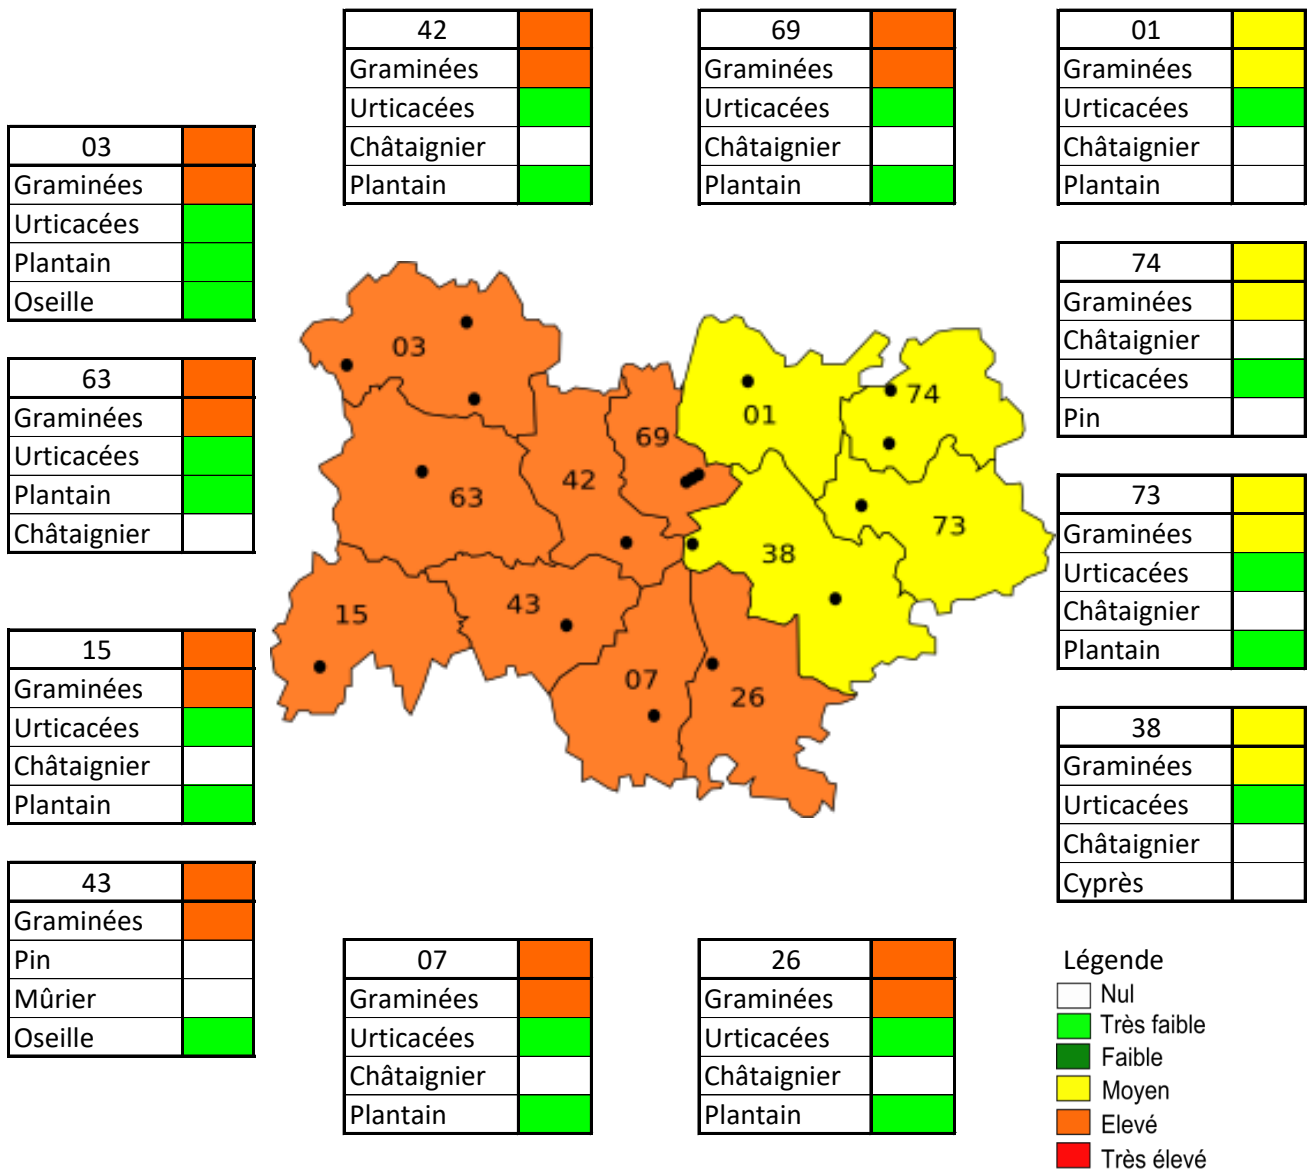 42
Graminées
Urticacées
Châtaignier
Plantain
69
Graminées
Urticacées
Châtaignier
Plantain
01
Graminées
Urticacées
Châtaignier
Plantain
03
Graminées
Urticacées
Plantain
Oseille
74
Graminées
Châtaignier
Urticacées
Pin
63
Graminées
Urticacées
Plantain
Châtaignier
03
74
01
69
42
63
73
38
43
15
07
26
73
Graminées
Urticacées
Châtaignier
Plantain
15
Graminées
Urticacées
Châtaignier
Plantain
38
Graminées
Urticacées
Châtaignier
Cyprès
43
Graminées
Pin
Mûrier
Oseille
07
Graminées
Urticacées
Châtaignier
Plantain
26
Graminées
Urticacées
Châtaignier
Plantain
Légende
Nul
Très faible
Faible
Moyen
Elevé
Très élevé